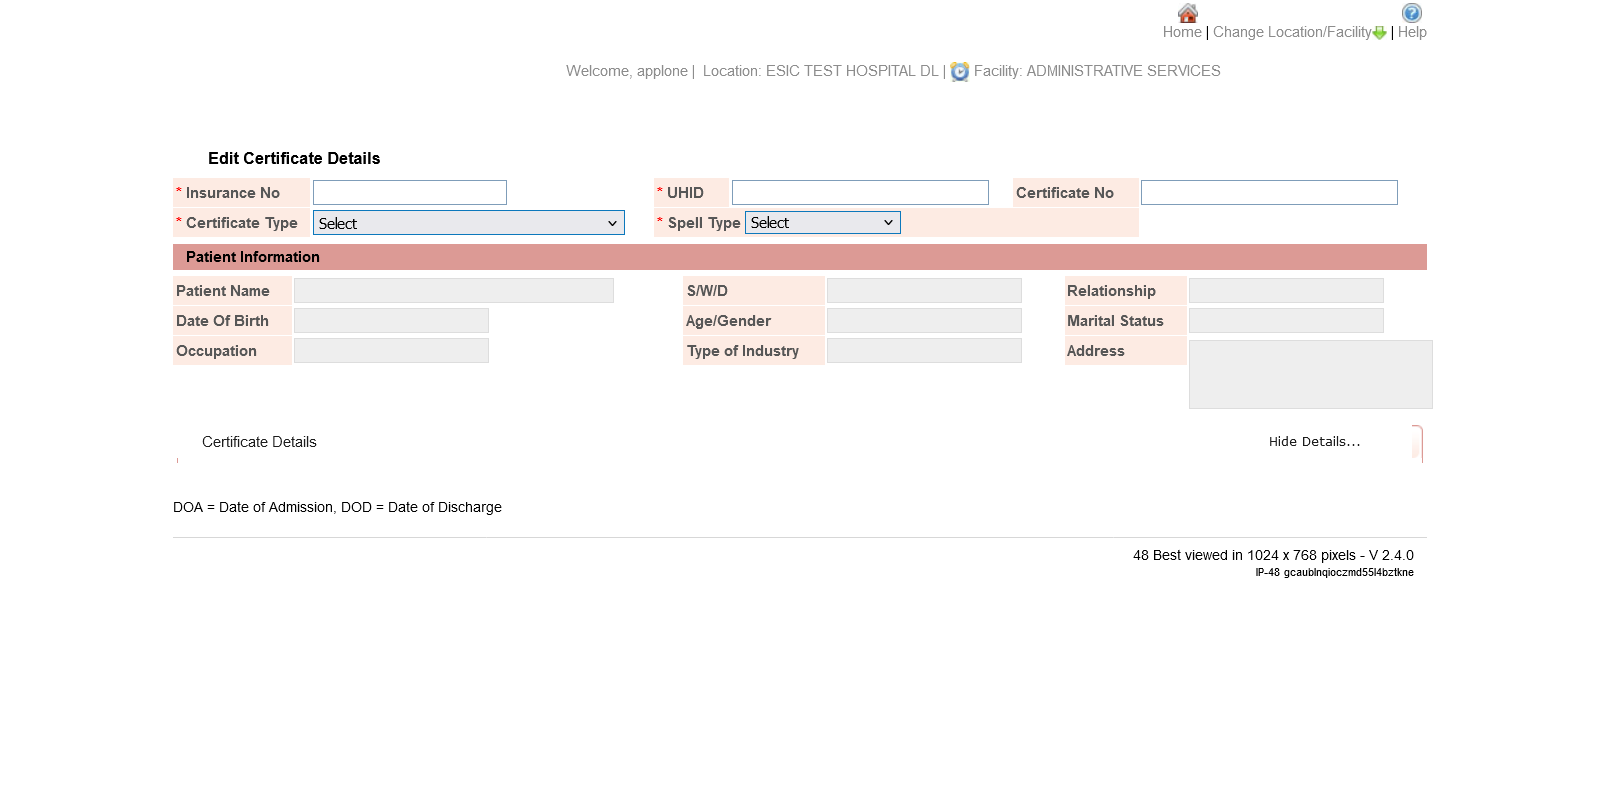 Home | Change Location/Facility | Help
Welcome, applone | Location: ESIC TEST HOSPITAL DL | Facility: ADMINISTRATIVE SERVICES
Edit Certificate Details
* Insurance No * UHID Certificate No
* Certificate Type Select * Spell Type Select
Patient Information
Patient Name S/W/D Relationship
Date Of Birth Age/Gender Marital Status
Occupation Type of Industry Address
Certificate Details Hide Details...
DOA = Date of Admission, DOD = Date of Discharge
48 Best viewed in 1024 x 768 pixels - V 2.4.0
IP-48 gcaublnqioczmd55l4bztkne